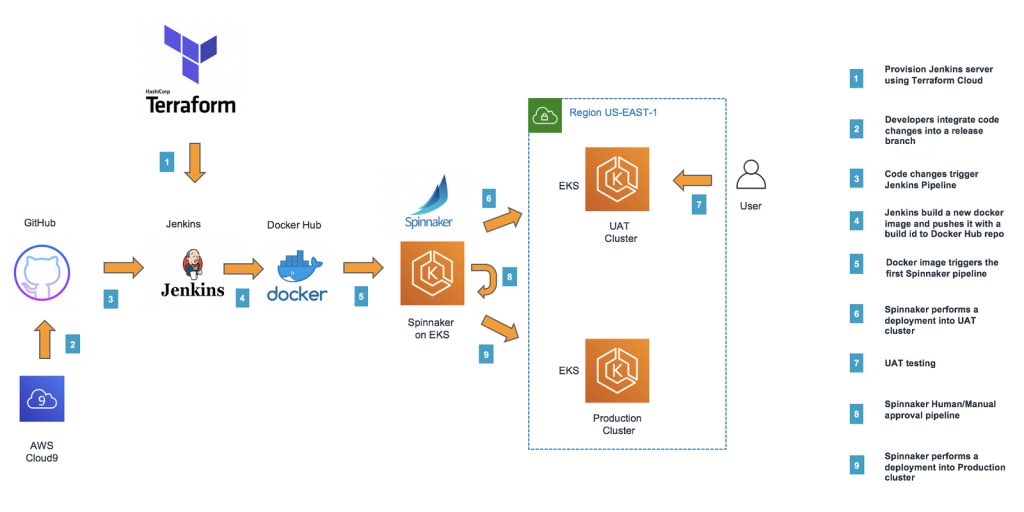 HashiCorp
Terraform
1
Region US-EAST-1
EKS
UAT
Cluster
7
User
Spinnaker
6
GitHub
Jenkins
Docker Hub
3
Jenkins
4
docker
5
8
Spinnaker
on EKS
9
2
9
AWS
Cloud9
EKS
Production
Cluster
1
Provision Jenkins server
using Terraform Cloud
2
Developers integrate code
changes into a release
branch
3
Code changes trigger
Jenkins Pipeline
4
Jenkins build a new docker
image and pushes it with a
build id to Docker Hub repo
5
Docker image triggers the
first Spinnaker pipeline
6
Spinnaker performs a
deployment into UAT
cluster
7
UAT testing
8
Spinnaker Human/Manual
approval pipeline
9
Spinnaker performs a
deployment into Production
cluster